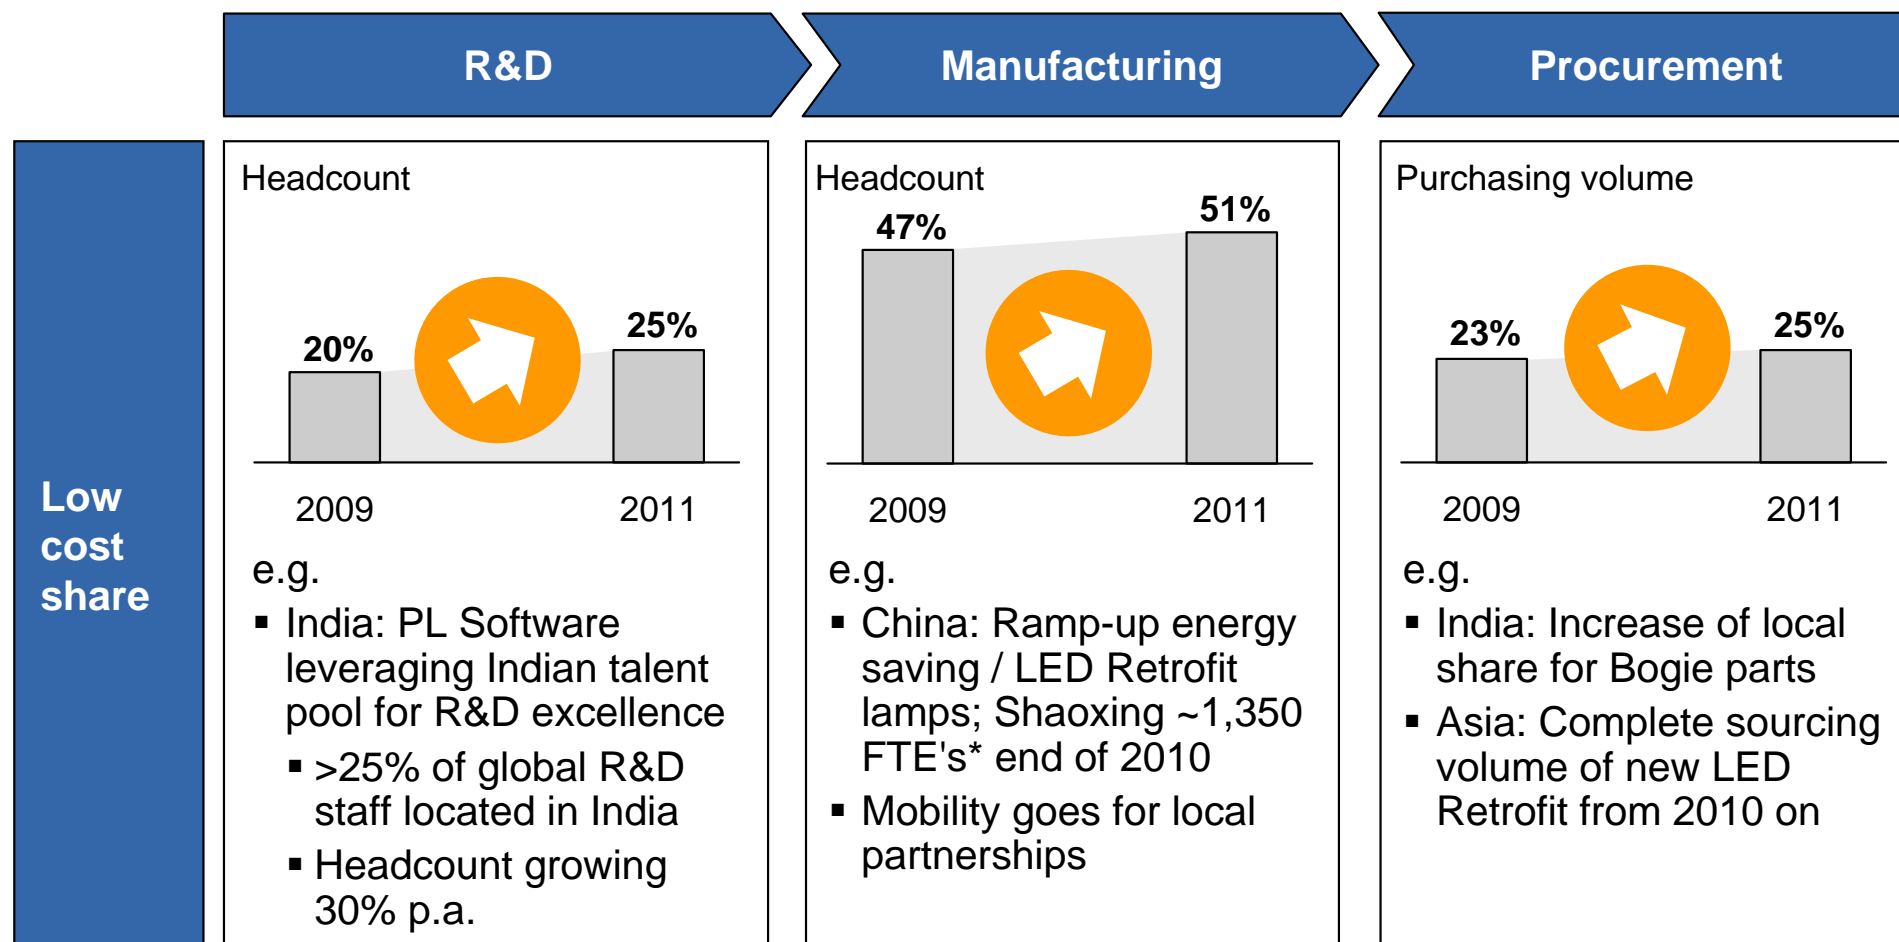 R&D
Manufacturing
Procurement
Low
cost
share
Headcount
20%
25%
2009
2011
e.g.
▪ India: PL Software
leveraging Indian talent
pool for R&D excellence
▪ >25% of global R&D
staff located in India
▪ Headcount growing
30% p.a.
Headcount
47%
51%
2009
2011
e.g.
▪ China: Ramp-up energy
saving / LED Retrofit
lamps; Shaoxing ~1,350
FTE's* end of 2010
▪ Mobility goes for local
partnerships
Purchasing volume
23%
25%
2009
2011
e.g.
▪ India: Increase of local
share for Bogie parts
▪ Asia: Complete sourcing
volume of new LED
Retrofit from 2010 on